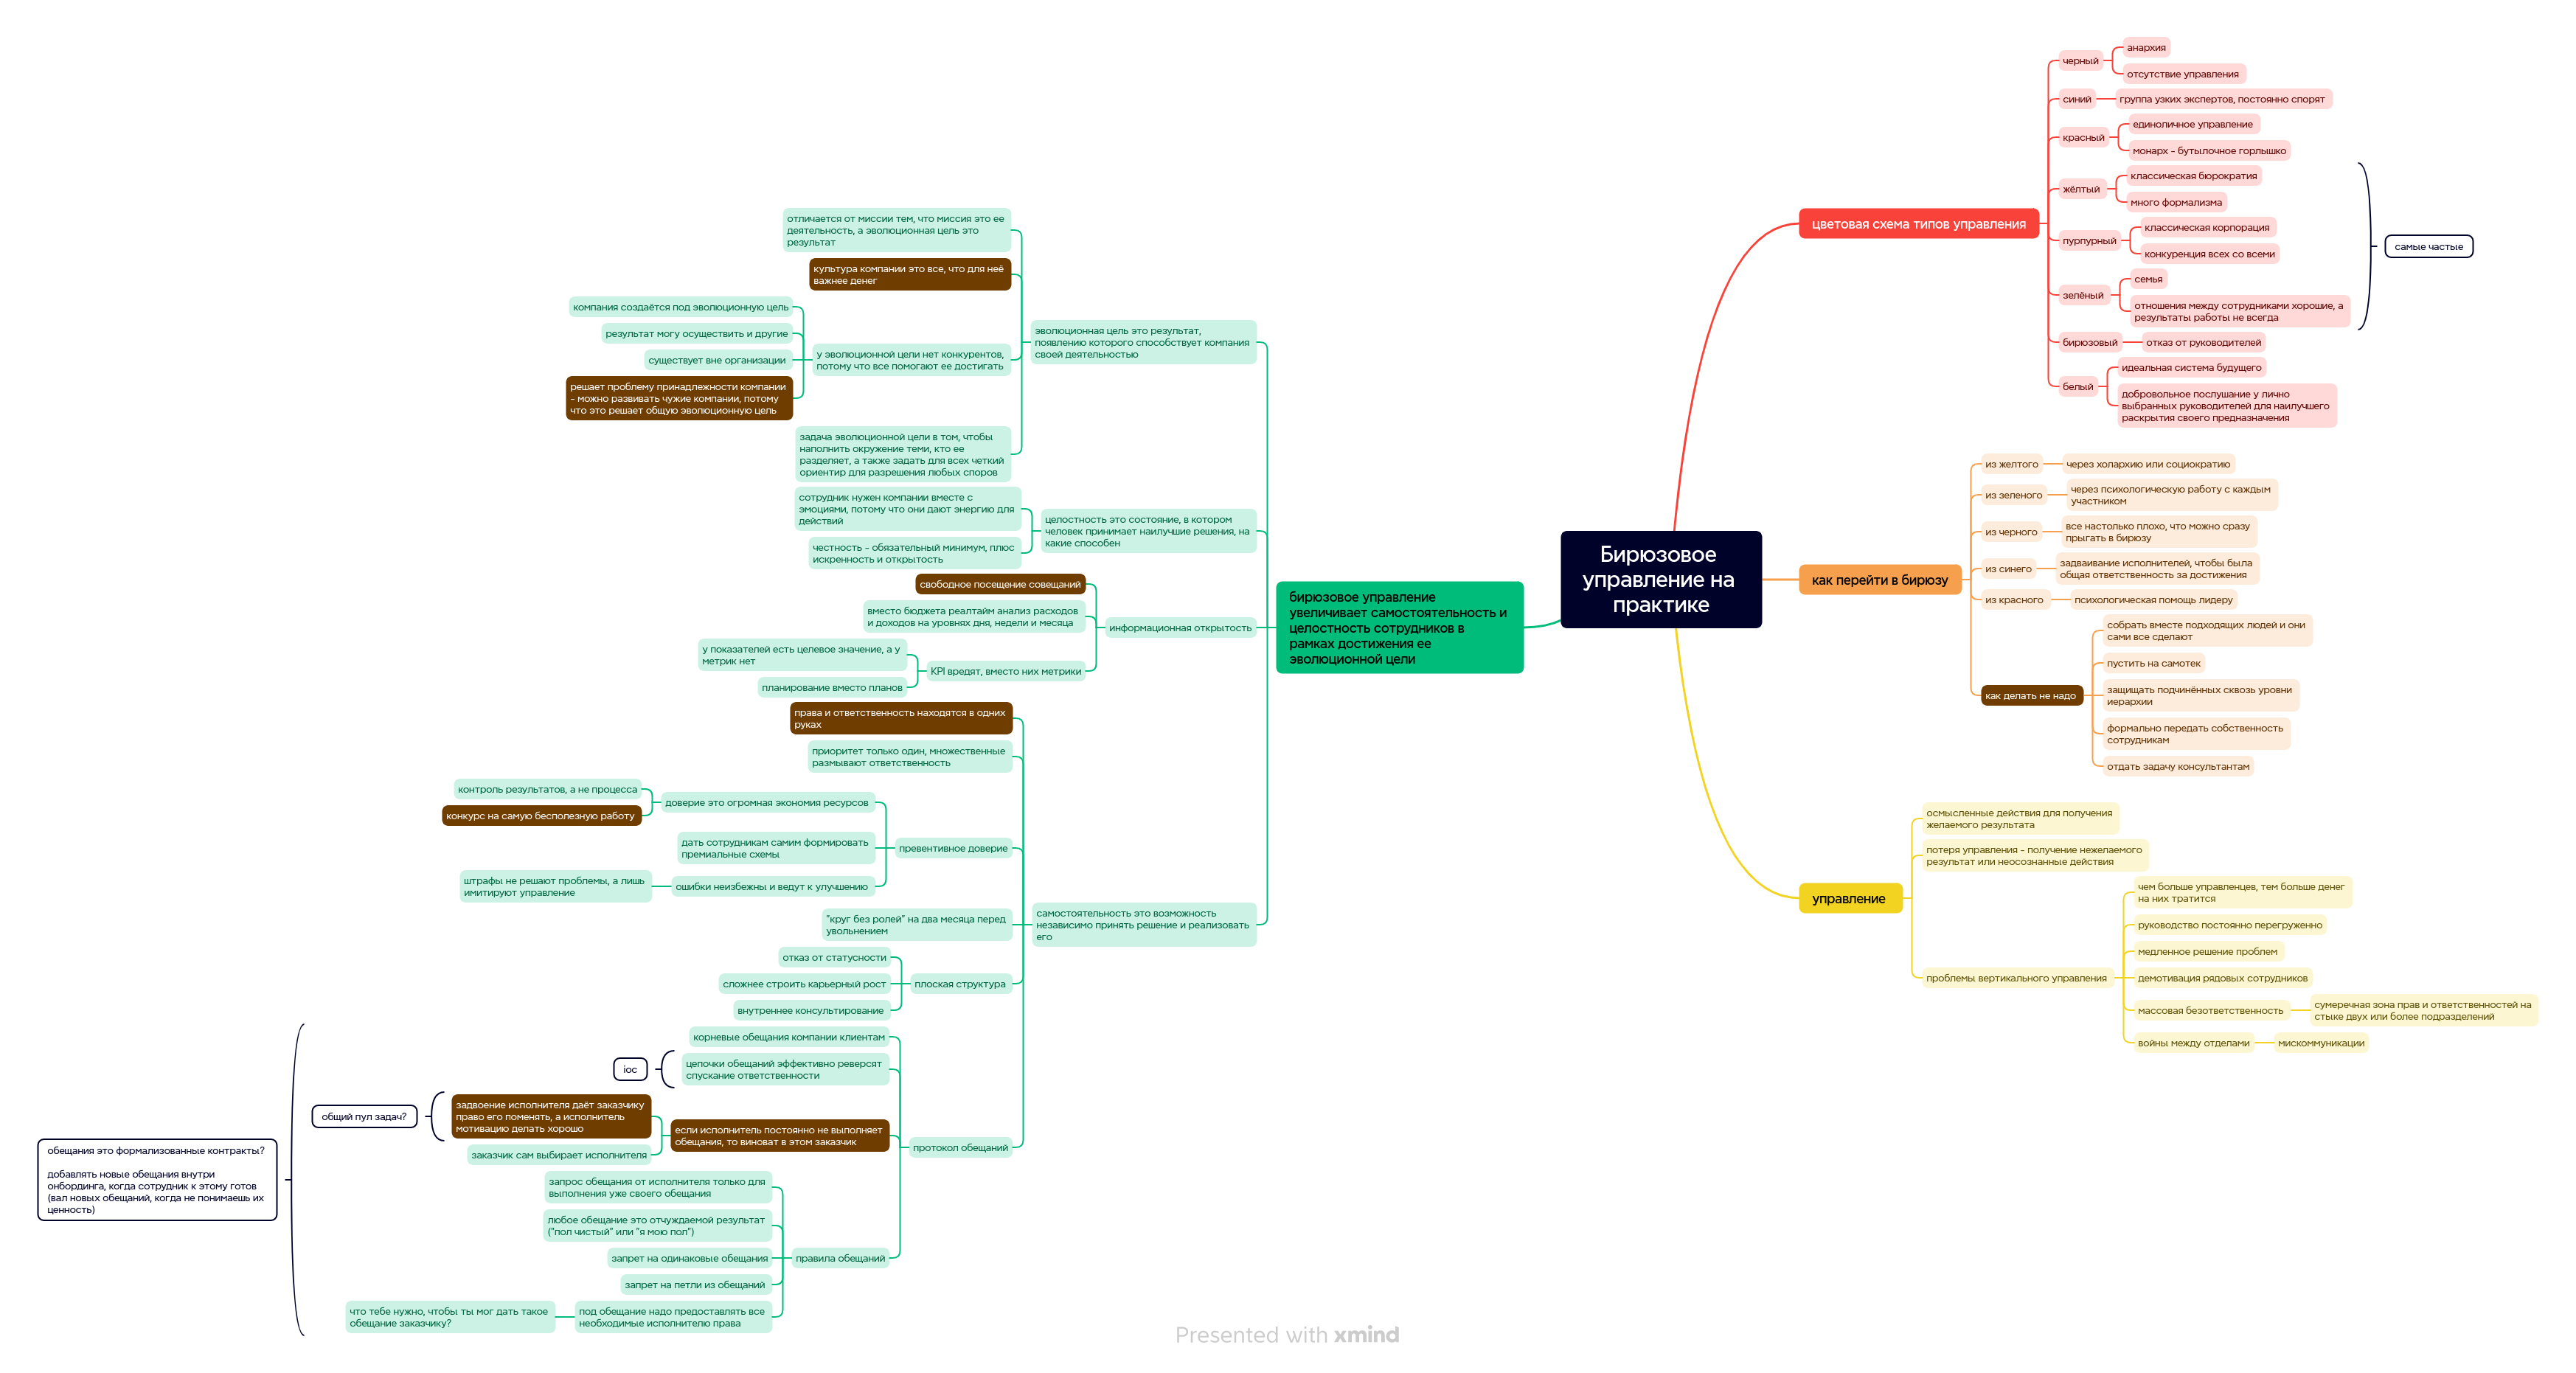 Бирюзовое
управление на
практике
цветовая схема типов управления
черный
анархия
отсутствие управления
синий
группа узких экспертов, постоянно спорят
красный
единоличное управление
монарх - бутылочное горлышко
жёлтый
классическая бюрократия
много формализма
пурпурный
классическая корпорация
конкуренция всех со всеми
зелёный
семья
отношения между сотрудниками хорошие, а
результаты работы не всегда
самые частые
бирюзовый
отказ от руководителей
белый
идеальная система будущего
добровольное послушание у лично
выбранных руководителей для наилучшего
раскрытия своего предназначения
как перейти в бирюзу
из желтого
через холархию или социократию
из зеленого
через психологическую работу с каждым
участником
из черного
все настолько плохо, что можно сразу
прыгать в бирюзу
из синего
задваивание исполнителей, чтобы была
общая ответственность за достижения
из красного
психологическая помощь лидеру
как делать не надо
собрать вместе подходящих людей и они
сами все сделают
пустить на самотек
защищать подчинённых сквозь уровни
иерархии
формально передать собственность
сотрудникам
отдать задачу консультантам
управление
осмысленные действия для получения
желаемого результата
потеря управления - получение нежелаемого
результат или неосознанные действия
проблемы вертикального управления
чем больше управленцев, тем больше денег
на них тратится
руководство постоянно перегруженно
медленное решение проблем
демотивация рядовых сотрудников
массовая безответственность
сумеречная зона прав и ответственностей на
стыке двух или более подразделений
войны между отделами
мискоммуникации
бирюзовое управление
увеличивает самостоятельность и
целостность сотрудников в
рамках достижения ее
эволюционной цели
эволюционная цель это результат,
появлению которого способствует компания
своей деятельностью
отличается от миссии тем, что миссия это ее
деятельность, а эволюционная цель это
результат
культура компании это все, что для неё
важнее денег
у эволюционной цели нет конкурентов,
потому что все помогают ее достигать
компания создаётся под эволюционную цель
результат могу осуществить и другие
существует вне организации
решает проблему принадлежности компании
- можно развивать чужие компании, потому
что это решает общую эволюционную цель
задача эволюционной цели в том, чтобы
наполнить окружение теми, кто ее
разделяет, а также задать для всех четкий
ориентир для разрешения любых споров
целостность это состояние, в котором
человек принимает наилучшие решения, на
какие способен
сотрудник нужен компании вместе с
эмоциями, потому что они дают энергию для
действий
честность - обязательный минимум, плюс
искренность и открытость
информационная открытость
свободное посещение совещаний
вместо бюджета реалтайм анализ расходов
и доходов на уровнях дня, недели и месяца
KPI вредят, вместо них метрики
у показателей есть целевое значение, а у
метрик нет
планирование вместо планов
самостоятельность это возможность
независимо принять решение и реализовать
его
права и ответственность находятся в одних
руках
приоритет только один, множественные
размывают ответственность
превентивное доверие
доверие это огромная экономия ресурсов
контроль результатов, а не процесса
конкурс на самую бесполезную работу
дать сотрудникам самим формировать
премиальные схемы
ошибки неизбежны и ведут к улучшению
штрафы не решают проблемы, а лишь
имитируют управление
"круг без ролей" на два месяца перед
увольнением
плоская структура
отказ от статусности
сложнее строить карьерный рост
внутреннее консультирование
протокол обещаний
корневые обещания компании клиентам
цепочки обещаний эффективно реверсят
спускание ответственности
ioc
если исполнитель постоянно не выполняет
обещания, то виноват в этом заказчик
задвоение исполнителя даёт заказчику
право его поменять, а исполнитель
мотивацию делать хорошо
общий пул задач?
заказчик сам выбирает исполнителя
правила обещаний
запрос обещания от исполнителя только для
выполнения уже своего обещания
любое обещание это отчуждаемой результат
("пол чистый" или "я мою пол")
запрет на одинаковые обещания
запрет на петли из обещаний
под обещание надо предоставлять все
необходимые исполнителю права
что тебе нужно, чтобы ты мог дать такое
обещание заказчику?
обещания это формализованные контракты?
добавлять новые обещания внутри
онбординга, когда сотрудник к этому готов
(вал новых обещаний, когда не понимаешь их
ценность)
Presented with xmind